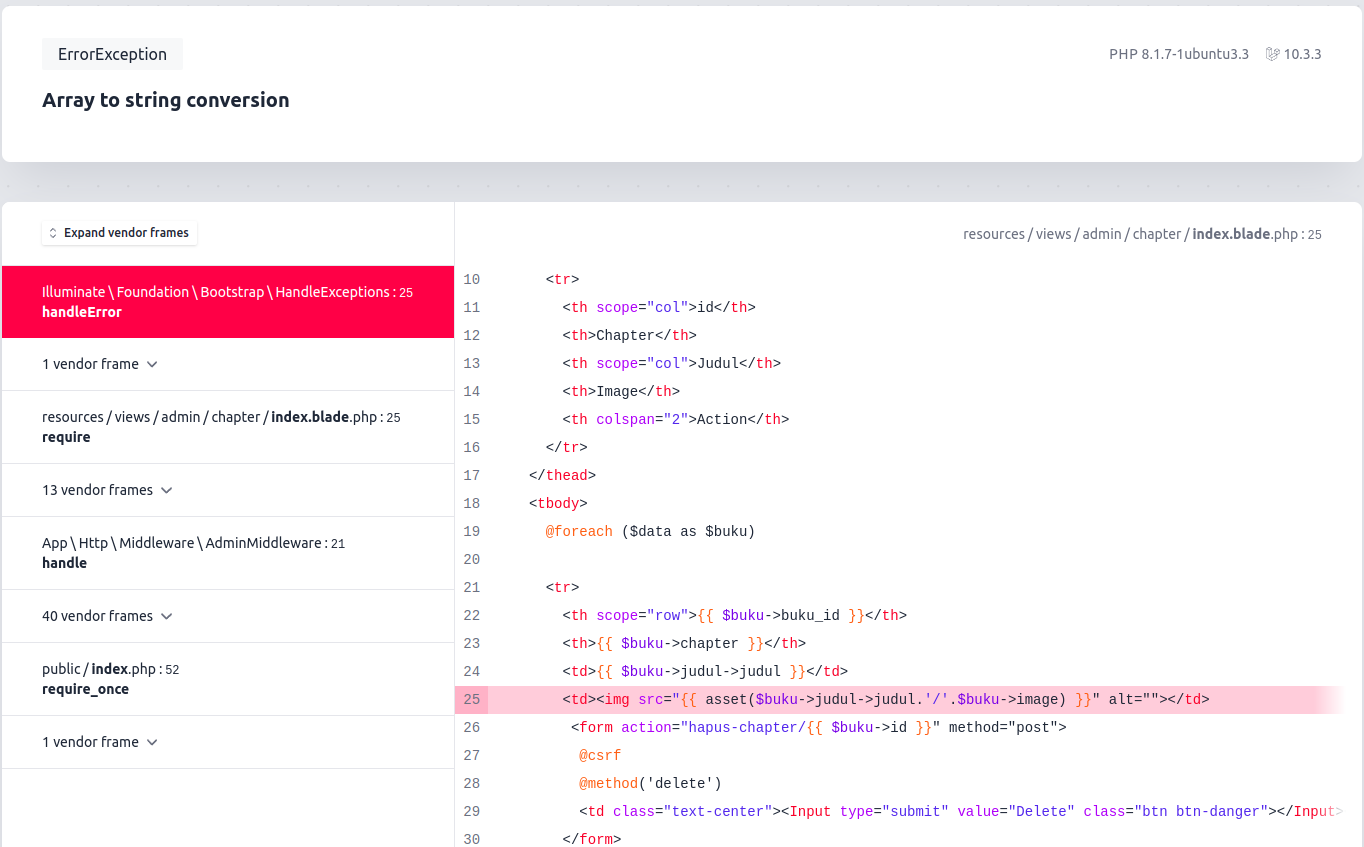 ErrorException
PHP 8.1.7-1ubuntu3.3 10.3.3
Array to string conversion
Expand vendor frames
Illuminate \ Foundation \ Bootstrap \ HandleExceptions : 25
handleError
1 vendor frame
resources / views / admin / chapter / index.blade.php : 25
require
13 vendor frames
App \ Http \ Middleware \ AdminMiddleware : 21
handle
40 vendor frames
public / index.php : 52
require_once
1 vendor frame
resources / views / admin / chapter / index.blade.php : 25
10 <tr>
11 <th scope="col">id</th>
12 <th>Chapter</th>
13 <th scope="col">Judul</th>
14 <th>Image</th>
15 <th colspan="2">Action</th>
16 </tr>
17 </thead>
18 <tbody>
19 @foreach ($data as $buku)
20
21 <tr>
22 <th scope="row">{{ $buku->buku_id }}</th>
23 <th>{{ $buku->chapter }}</th>
24 <td>{{ $buku->judul->judul }}</td>
25 <td><img src="{{ asset($buku->judul->judul.'/'.$buku->image) }}" alt=""></td>
26 <form action="hapus-chapter/{{ $buku->id }}" method="post">
27 @csrf
28 @method('delete')
29 <td class="text-center"><Input type="submit" value="Delete" class="btn btn-danger"></Input>
30 </form>